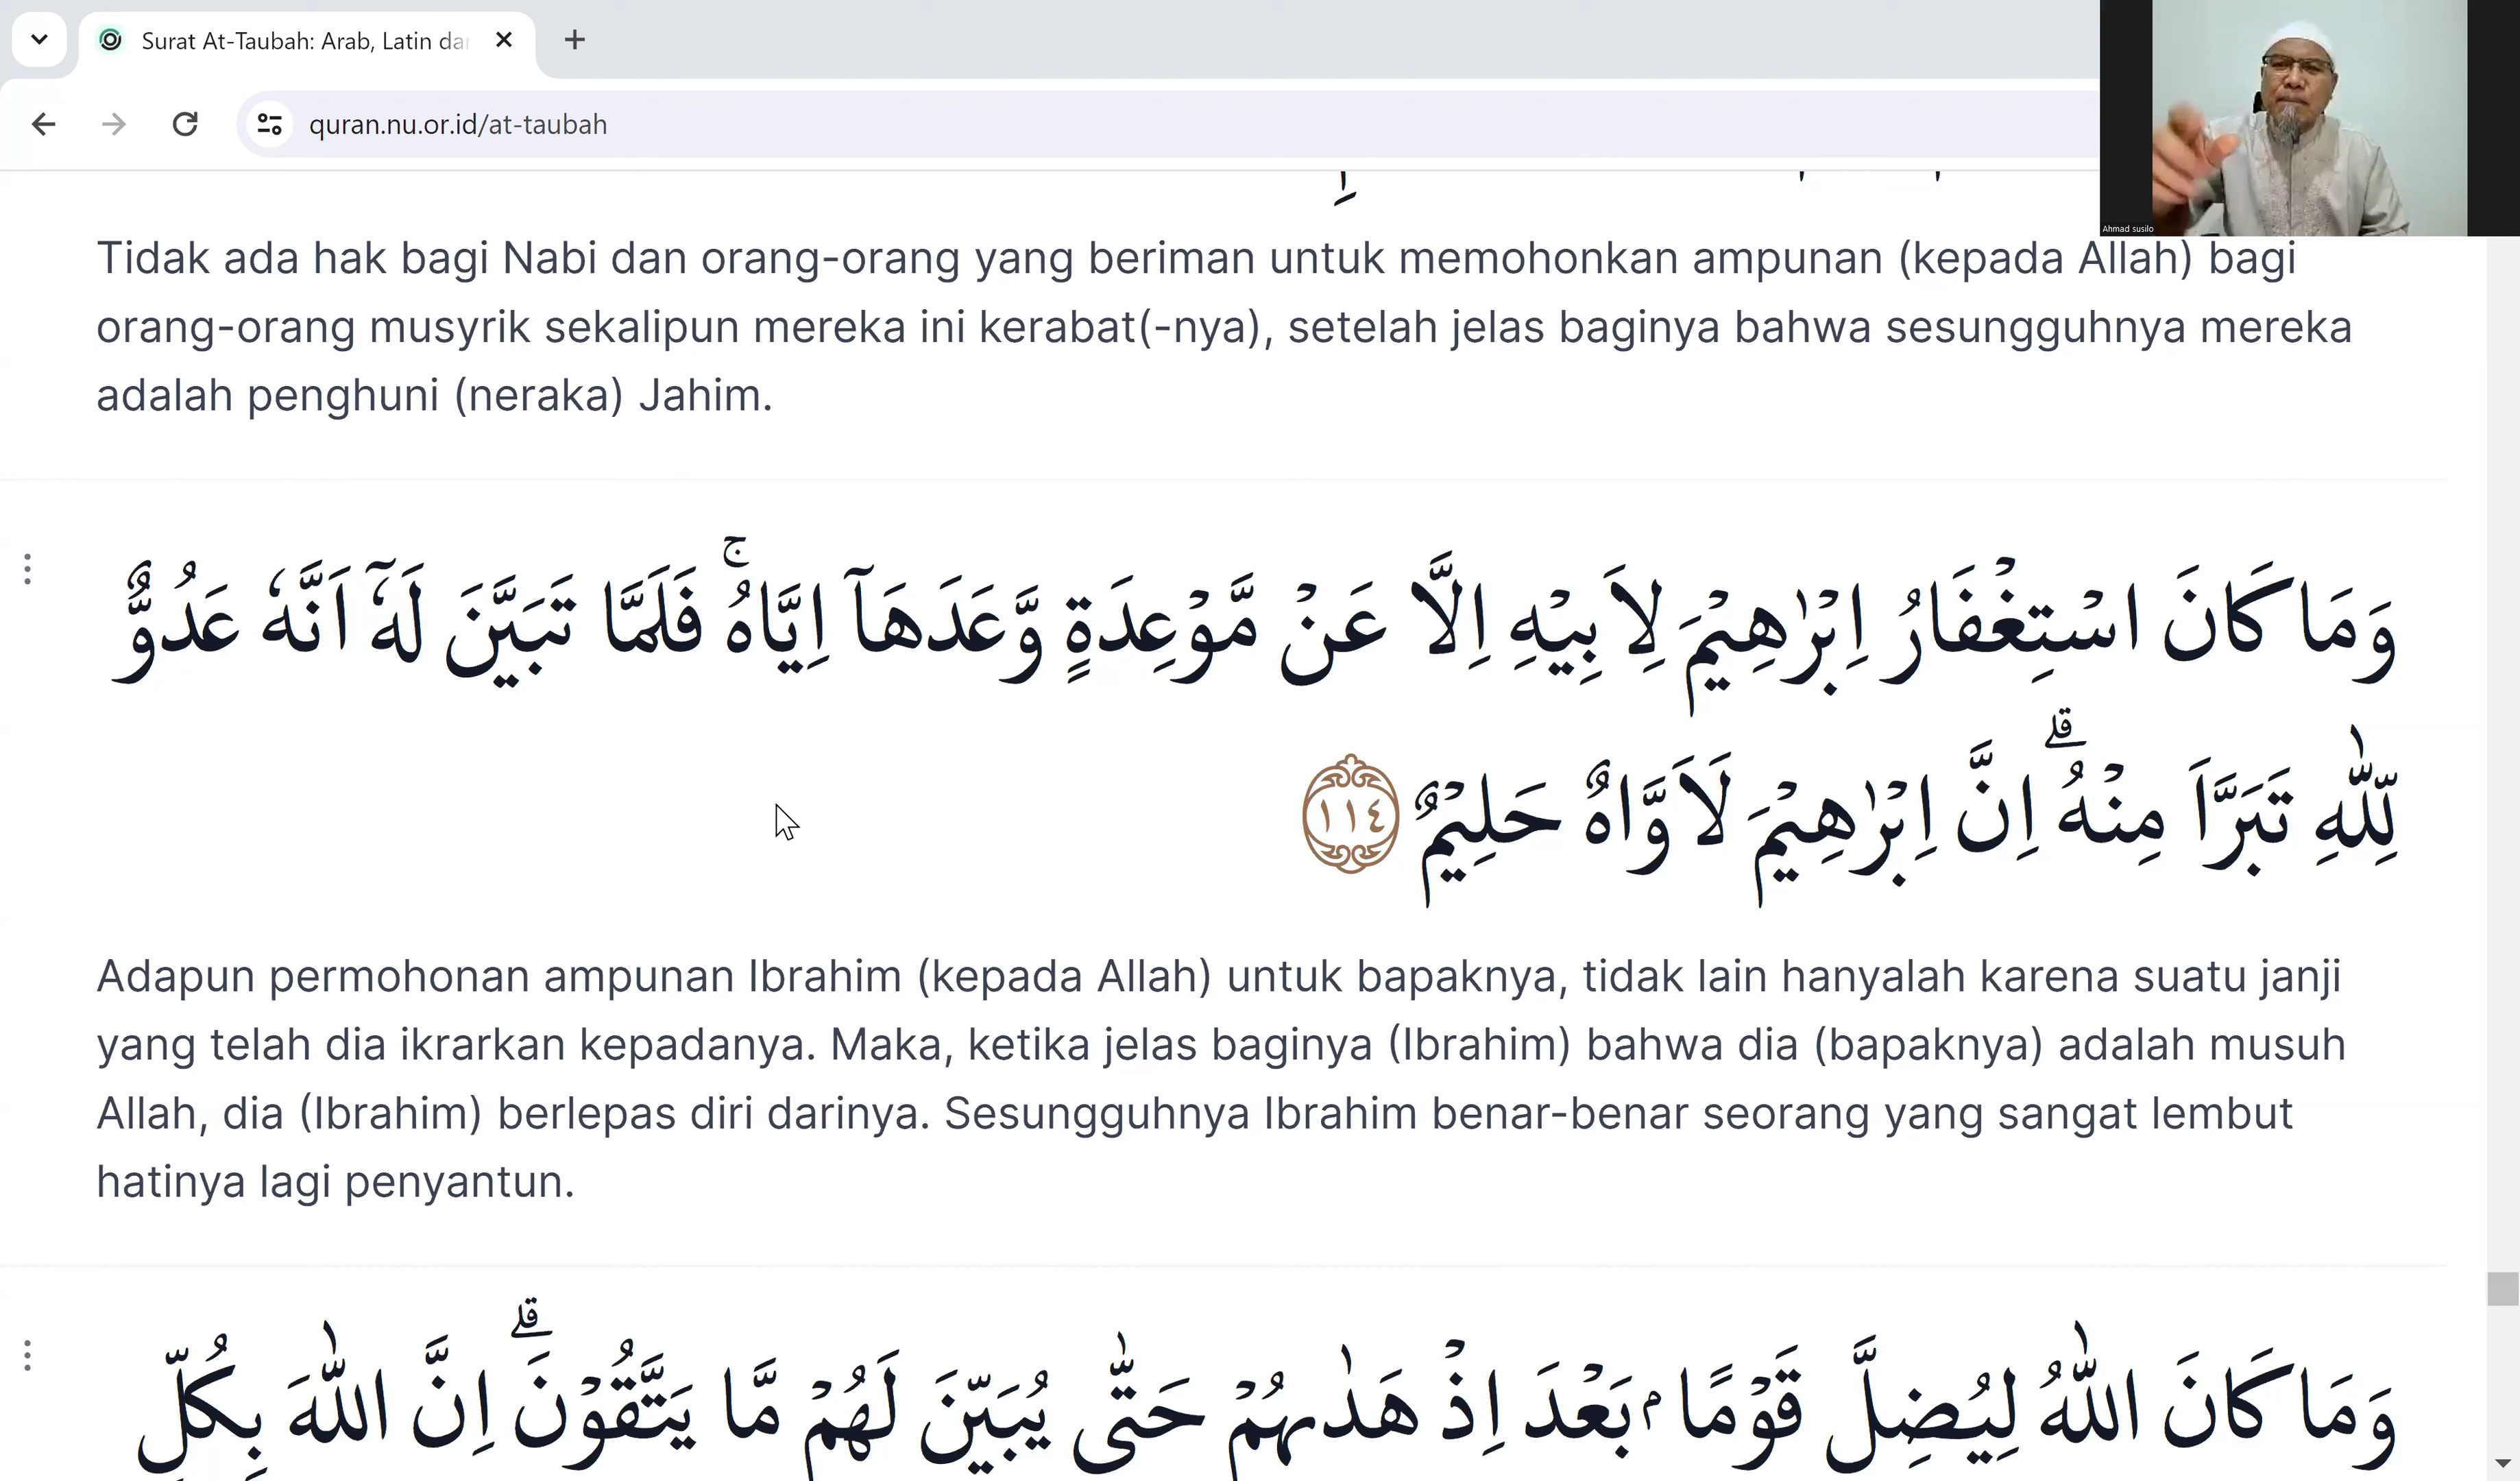 Surat At-Taubah: Arab, Latin da
quran.nu.or.id/at-taubah
Ahmad susilo
Tidak ada hak bagi Nabi dan orang-orang yang beriman untuk memohonkan ampunan (kepada Allah) bagi
orang-orang musyrik sekalipun mereka ini kerabat(-nya), setelah jelas baginya bahwa sesungguhnya mereka
adalah penghuni (neraka) Jahim.
وَمَا كَانَ اسْتِغْفَارُ اِبْرٰهِيْمَ لِاَبِيْهِ اِلَّا عَنْ مَّوْعِدَةٍ وَّعَدَهَآ اِيَّاهُۚ فَلَمَّا تَبَيَّنَ لَهٗٓ اَنَّهٗ عَدُوٌّ
لِّلّٰهِ تَبَرَّاَ مِنْهُۗ اِنَّ اِبْرٰهِيْمَ لَاَوَّاهٌ حَلِيْمٌ ١١٤
Adapun permohonan ampunan Ibrahim (kepada Allah) untuk bapaknya, tidak lain hanyalah karena suatu janji
yang telah dia ikrarkan kepadanya. Maka, ketika jelas baginya (Ibrahim) bahwa dia (bapaknya) adalah musuh
Allah, dia (Ibrahim) berlepas diri darinya. Sesungguhnya Ibrahim benar-benar seorang yang sangat lembut
hatinya lagi penyantun.
وَمَا كَانَ اللّٰهُ لِيُضِلَّ قَوْمًاۢ بَعْدَ اِذْ هَدٰىهُمْ حَتّٰى يُبَيِّنَ لَهُمْ مَّا يَتَّقُوْنَۗ اِنَّ اللّٰهَ بِكُلِّ